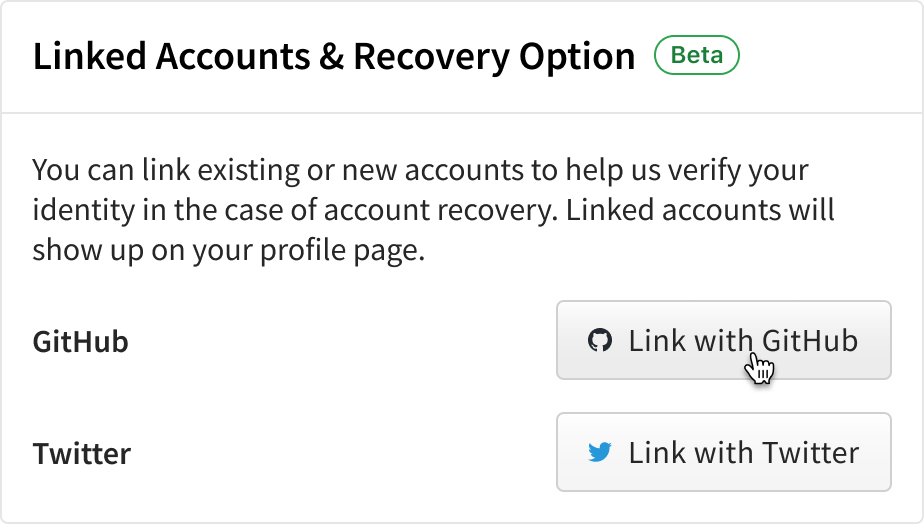 Linked Accounts & Recovery Option Beta
You can link existing or new accounts to help us verify your
identity in the case of account recovery. Linked accounts will
show up on your profile page.
GitHub Link with GitHub
Twitter Link with Twitter